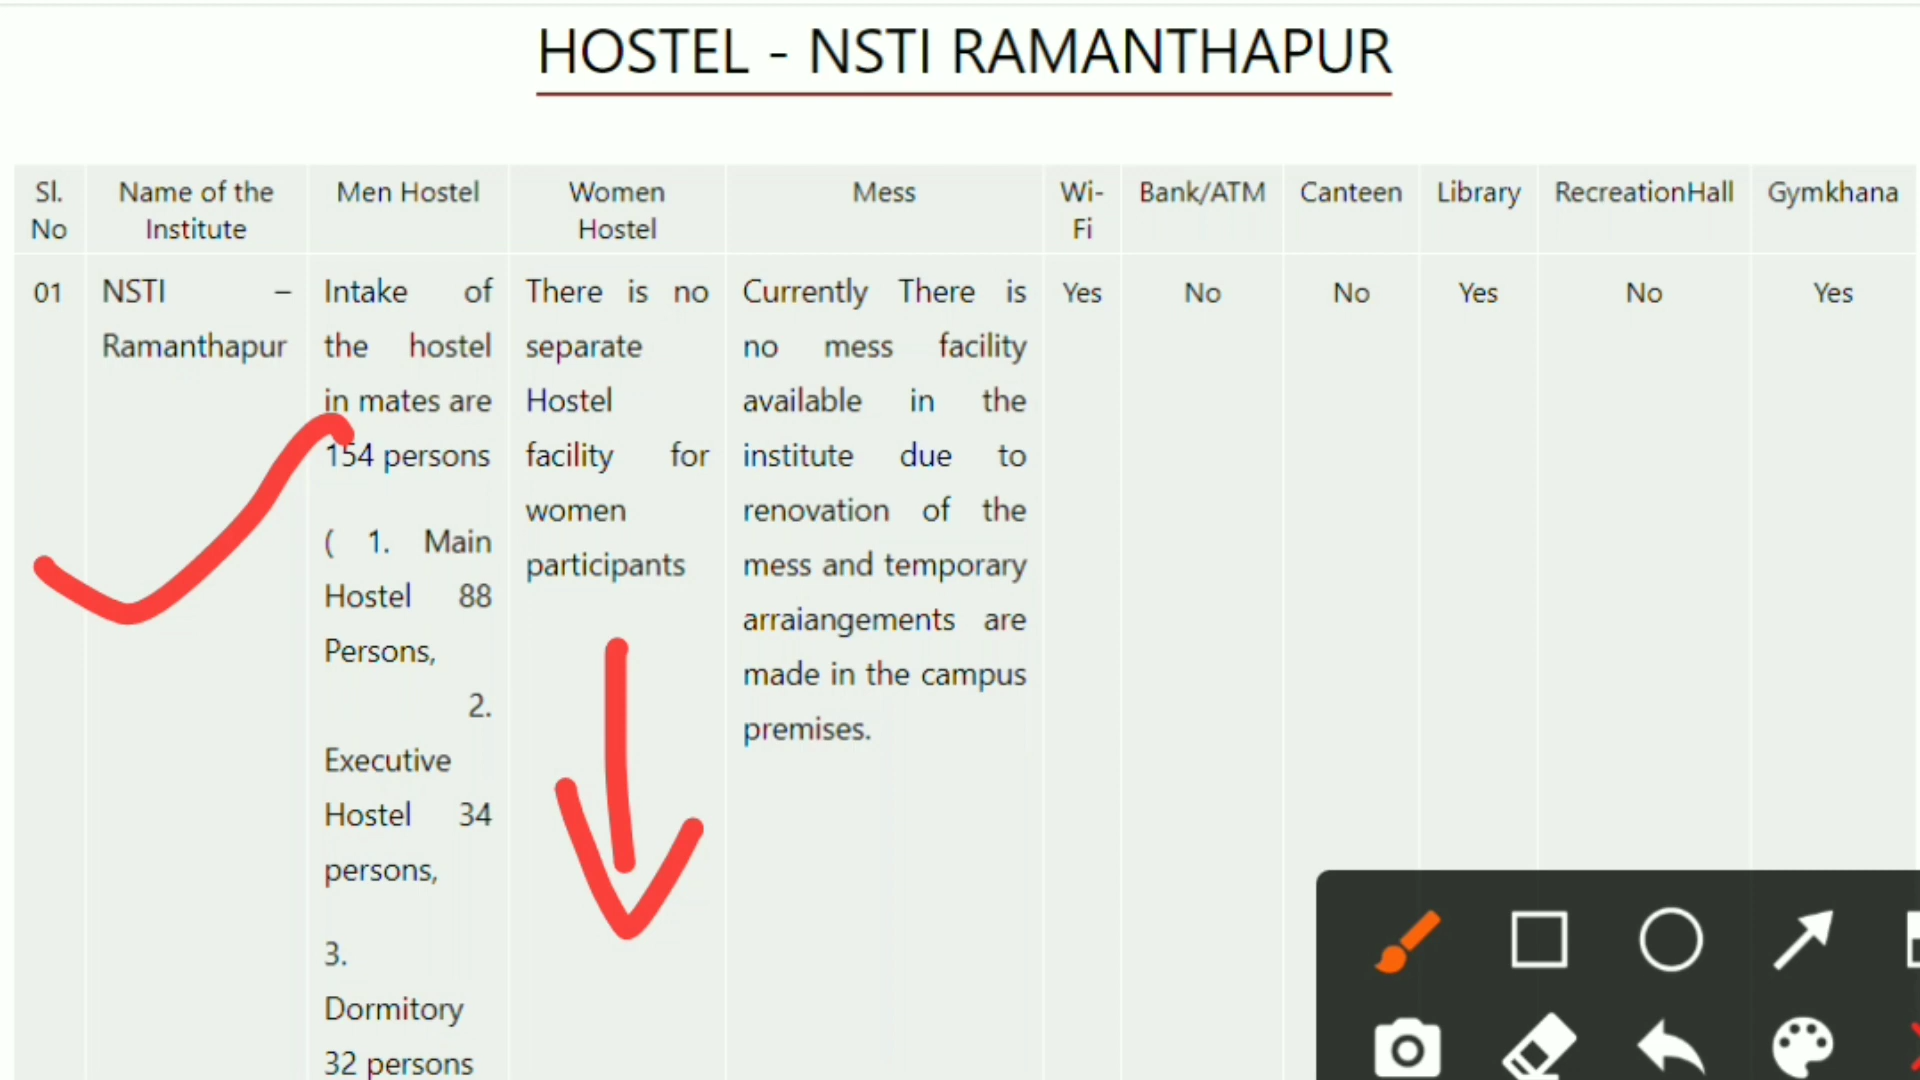 HOSTEL - NSTI RAMANTHAPUR
Sl.
No
Name of the
Institute
Men Hostel
Women
Hostel
Mess
Wi-
Fi
Bank/ATM
Canteen
Library
RecreationHall
Gymkhana
01
NSTI –
Ramanthapur
Intake of
the hostel
in mates are
154 persons
( 1. Main
Hostel 88
Persons,
2.
Executive
Hostel 34
persons,
3.
Dormitory
32 persons
There is no
separate
Hostel
facility for
women
participants
Currently There is
no mess facility
available in the
institute due to
renovation of the
mess and temporary
arraiangements are
made in the campus
premises.
Yes
No
No
Yes
No
Yes